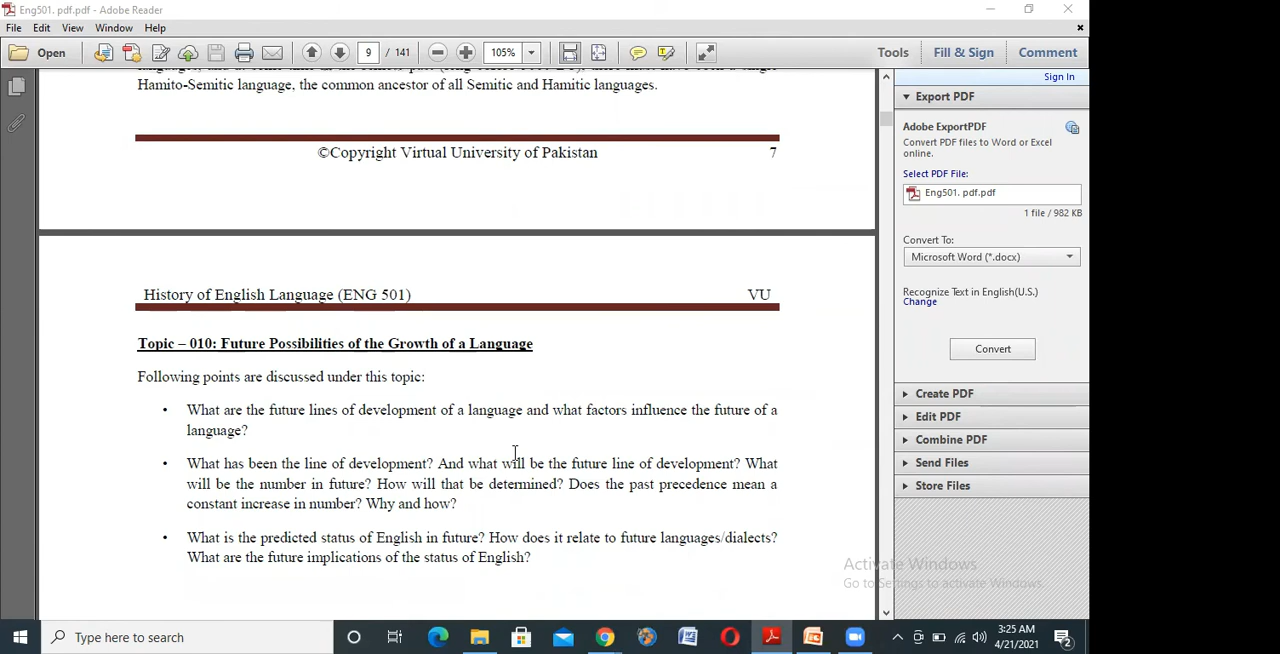 Eng501. pdf.pdf - Adobe Reader
File Edit View Window Help
Open 9 / 141 105% Tools Fill & Sign Comment
Sign In
Hamito-Semitic language, the common ancestor of all Semitic and Hamitic languages.
©Copyright Virtual University of Pakistan 7
History of English Language (ENG 501) VU
Topic – 010: Future Possibilities of the Growth of a Language
Following points are discussed under this topic:
• What are the future lines of development of a language and what factors influence the future of a
language?
• What has been the line of development? And what will be the future line of development? What
will be the number in future? How will that be determined? Does the past precedence mean a
constant increase in number? Why and how?
• What is the predicted status of English in future? How does it relate to future languages/dialects?
What are the future implications of the status of English?
Export PDF
Adobe ExportPDF
Convert PDF files to Word or Excel
online.
Select PDF File:
Eng501. pdf.pdf
1 file / 982 KB
Convert To:
Microsoft Word (*.docx)
Recognize Text in English(U.S.)
Change
Convert
Create PDF
Edit PDF
Combine PDF
Send Files
Store Files
Activate Windows
Go to Settings to activate Windows.
Type here to search
3:25 AM
4/21/2021
2